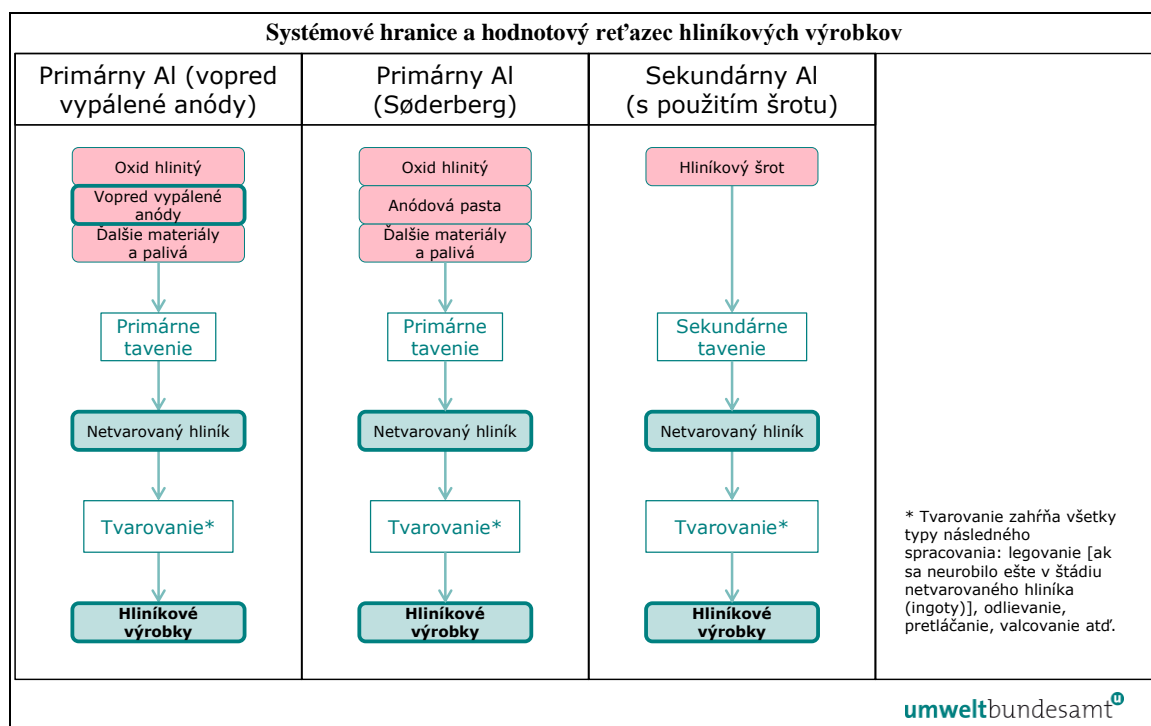 Systémové hranice a hodnotový reťazec hliníkových výrobkov
Primárny Al (vopred
vypálené anódy)
Oxid hlinitý
Vopred vypálené
anódy
Ďalšie materiály
a palivá
Primárne
tavenie
Netvarovaný hliník
Tvarovanie*
Hliníkové
výrobky
Primárny Al
(Søderberg)
Oxid hlinitý
Anódová pasta
Ďalšie materiály
a palivá
Primárne
tavenie
Netvarovaný hliník
Tvarovanie*
Hliníkové
výrobky
Sekundárny Al
(s použitím šrotu)
Hliníkový šrot
Sekundárne
tavenie
Netvarovaný hliník
Tvarovanie*
Hliníkové
výrobky
* Tvarovanie zahŕňa všetky
typy následného
spracovania: legovanie [ak
sa neurobilo ešte v štádiu
netvarovaného hliníka
(ingoty)], odlievanie,
pretláčanie, valcovanie atď.
umweltbundesamt u